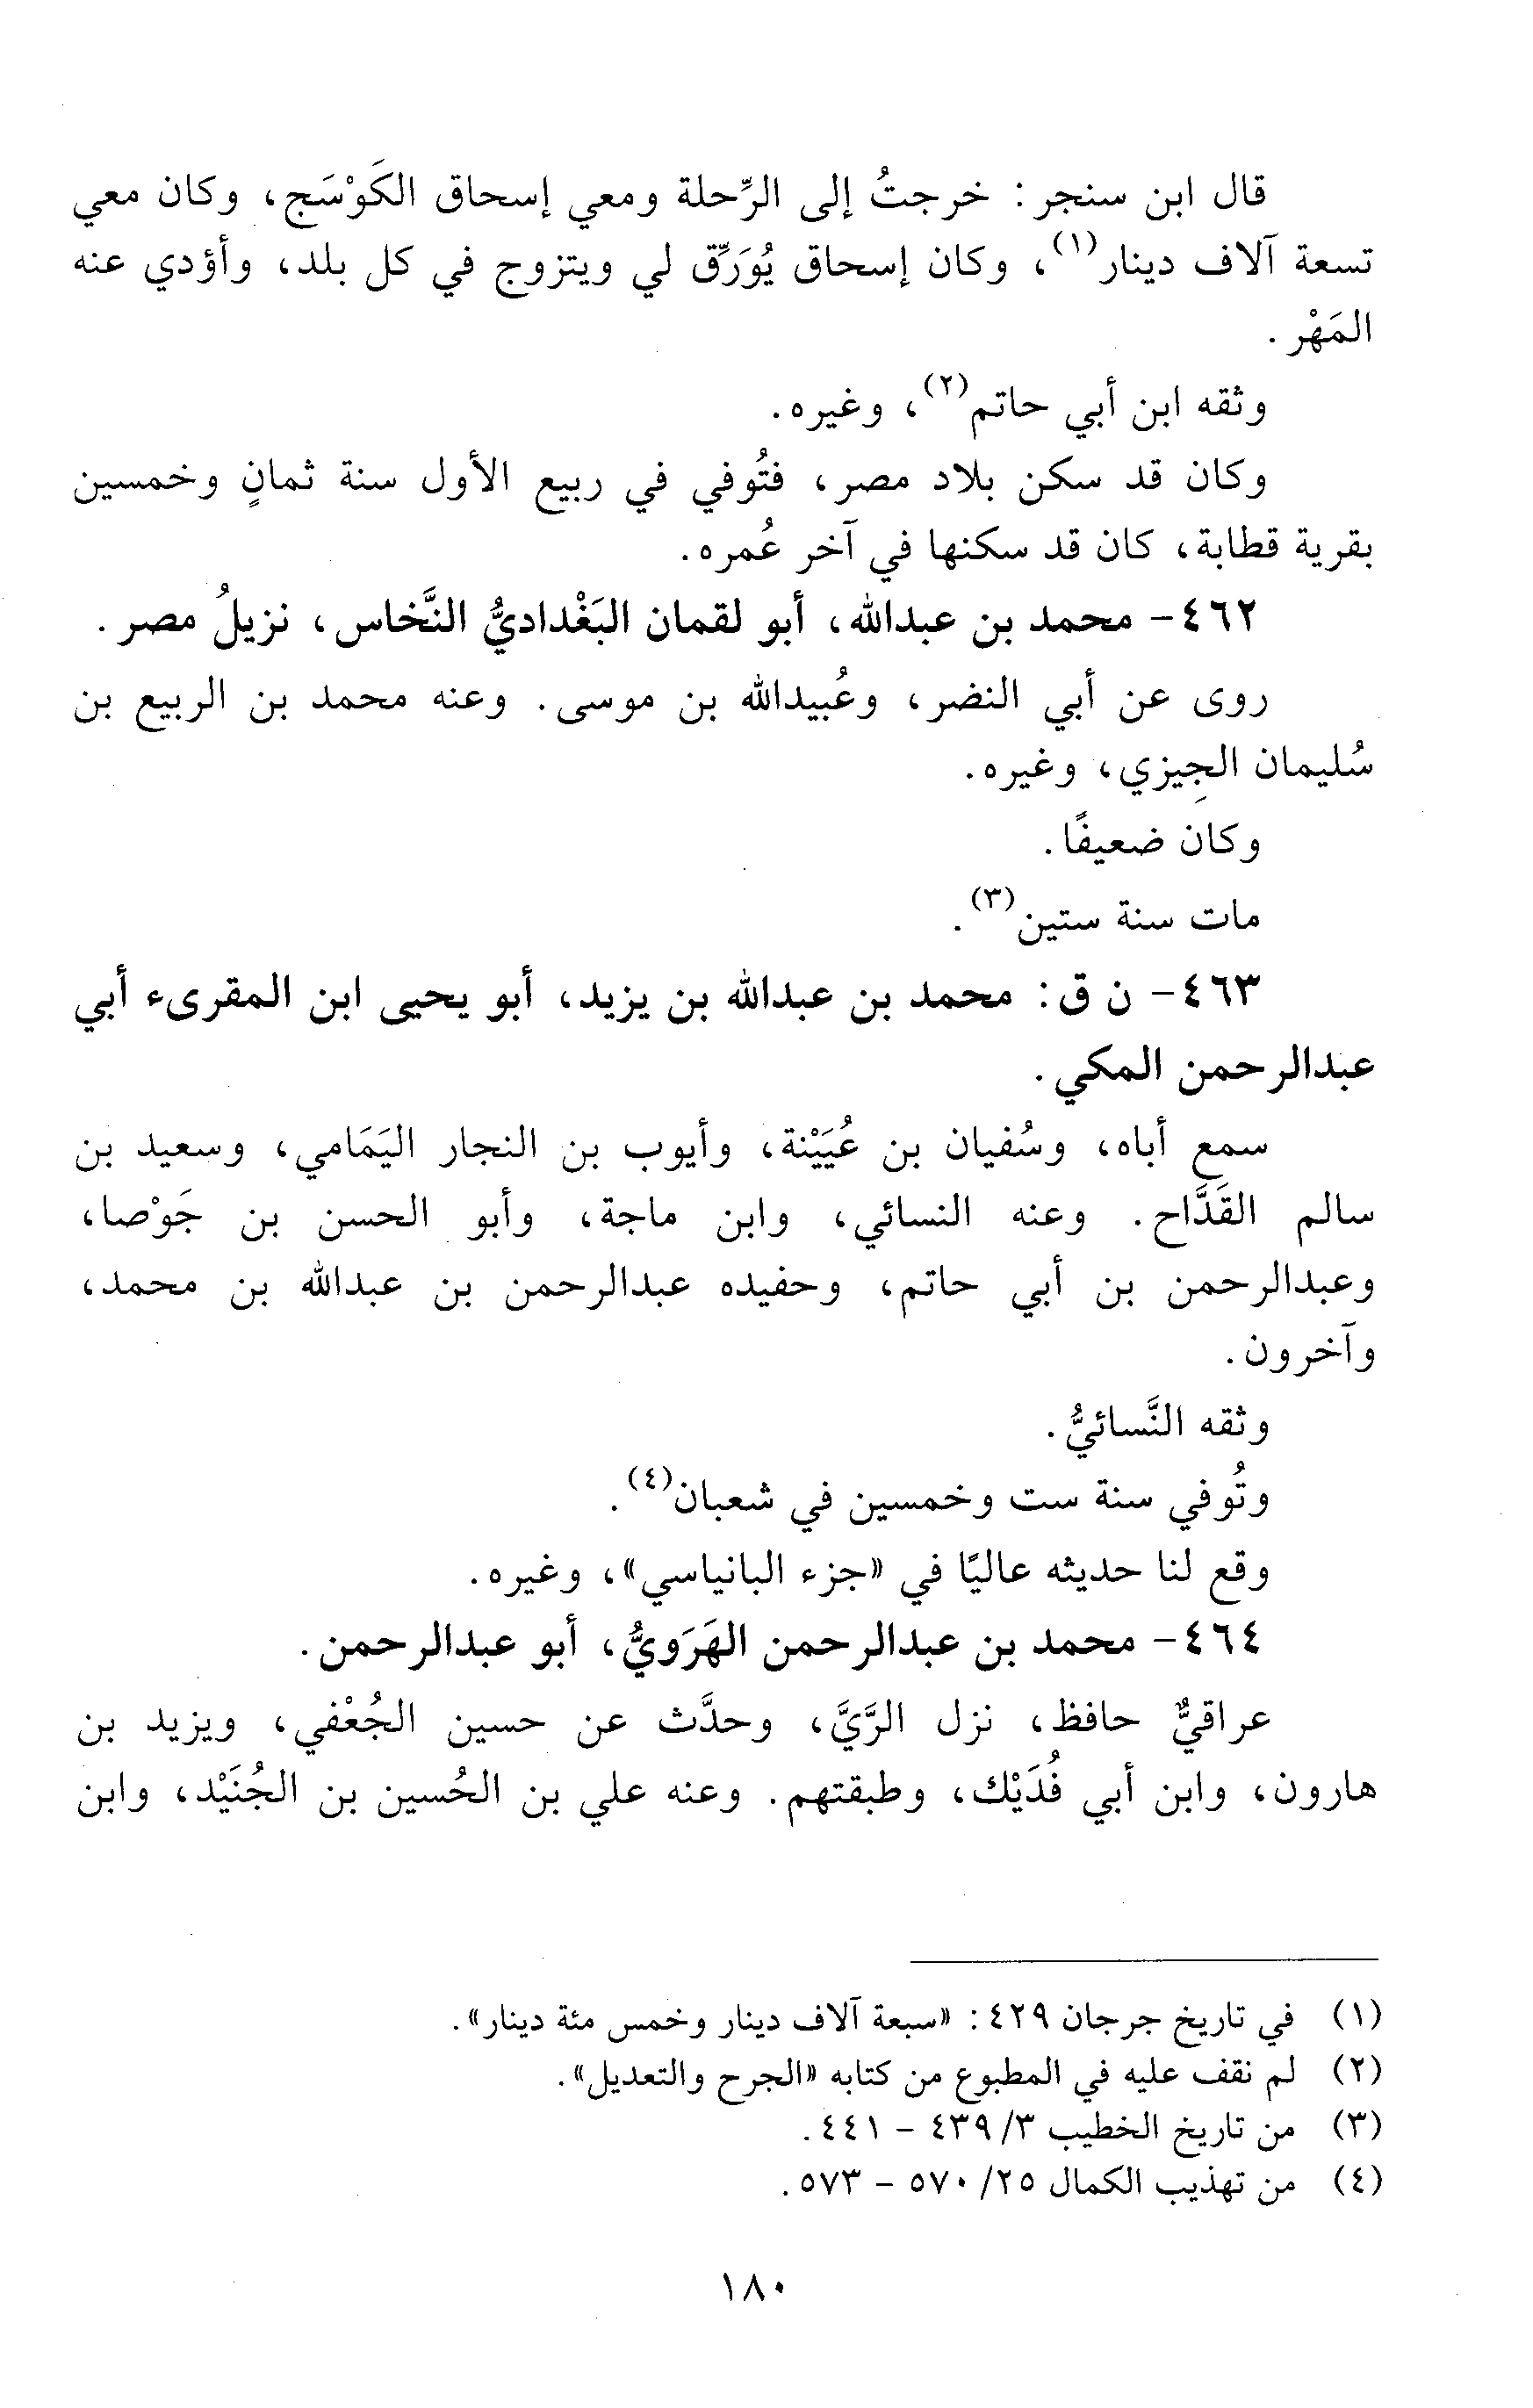 قال ابن سنجر: خرجتُ إلى الرِّحلة ومعي إسحاق الكَوْسَج، وكان معي
تسعة آلاف دينار(١)، وكان إسحاق يُوَرِّق لي ويتزوج في كل بلد، وأؤدي عنه
المَهْر.
وثقه ابن أبي حاتم(٢)، وغيره.
وكان قد سكن بلاد مصر، فتُوفي في ربيع الأول سنة ثمانٍ وخمسين
بقرية قطابة، كان قد سكنها في آخر عُمره.
٤٦٢- محمد بن عبدالله، أبو لقمان البَغْداديُّ النَّخاس، نزيلُ مصر.
روى عن أبي النضر، وعُبيدالله بن موسى. وعنه محمد بن الربيع بن
سُليمان الجِيزي، وغيره.
وكان ضعيفًا.
مات سنة ستين(٣).
٤٦٣- ن ق: محمد بن عبدالله بن يزيد، أبو يحيى ابن المقرىء أبي
عبدالرحمن المكي.
سمع أباه، وسُفيان بن عُيَيْنة، وأيوب بن النجار اليَمَامي، وسعيد بن
سالم القَدَّاح. وعنه النسائي، وابن ماجة، وأبو الحسن بن جَوْصا،
وعبدالرحمن بن أبي حاتم، وحفيده عبدالرحمن بن عبدالله بن محمد،
وآخرون.
وثقه النَّسائيُّ.
وتُوفي سنة ست وخمسين في شعبان(٤).
وقع لنا حديثه عاليًا في «جزء البانياسي»، وغيره.
٤٦٤- محمد بن عبدالرحمن الهَرَويُّ، أبو عبدالرحمن.
عراقيٌّ حافظ، نزل الرَّيَّ، وحدَّث عن حسين الجُعْفي، ويزيد بن
هارون، وابن أبي فُدَيْك، وطبقتهم. وعنه علي بن الحُسين بن الجُنَيْد، وابن
(١) في تاريخ جرجان ٤٢٩: «سبعة آلاف دينار وخمس مئة دينار».
(٢) لم نقف عليه في المطبوع من كتابه «الجرح والتعديل».
(٣) من تاريخ الخطيب ٣/ ٤٣٩ - ٤٤١.
(٤) من تهذيب الكمال ٢٥/ ٥٧٠ - ٥٧٣.
١٨٠